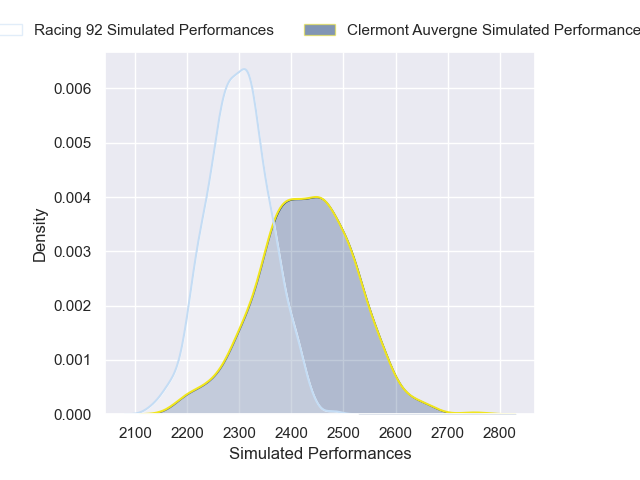 Racing 92 Simulated Performances Clermont Auvergne Simulated Performance
0.006
0.005
0.004
0.003
0.002
0.001
0.000
Density
2100 2200 2300 2400 2500 2600 2700 2800
Simulated Performances